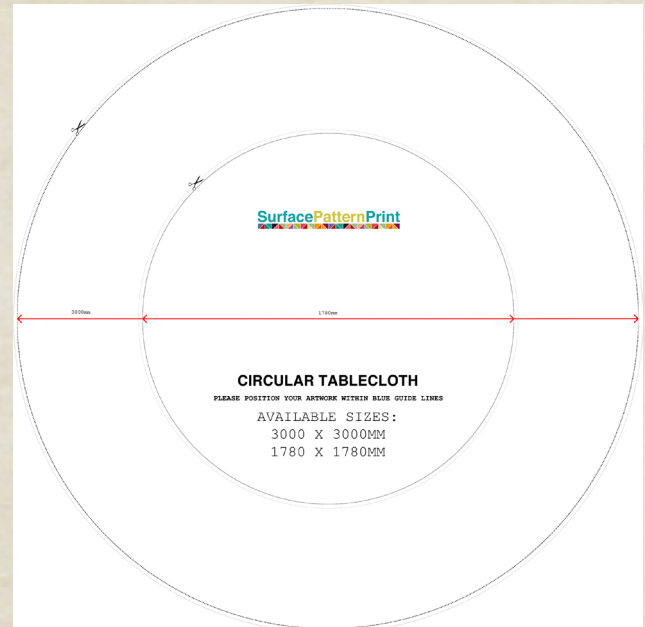 SurfacePatternPrint
3000mm
1780mm
CIRCULAR TABLECLOTH
PLEASE POSITION YOUR ARTWORK WITHIN BLUE GUIDE LINES
AVAILABLE SIZES:
3000 X 3000MM
1780 X 1780MM